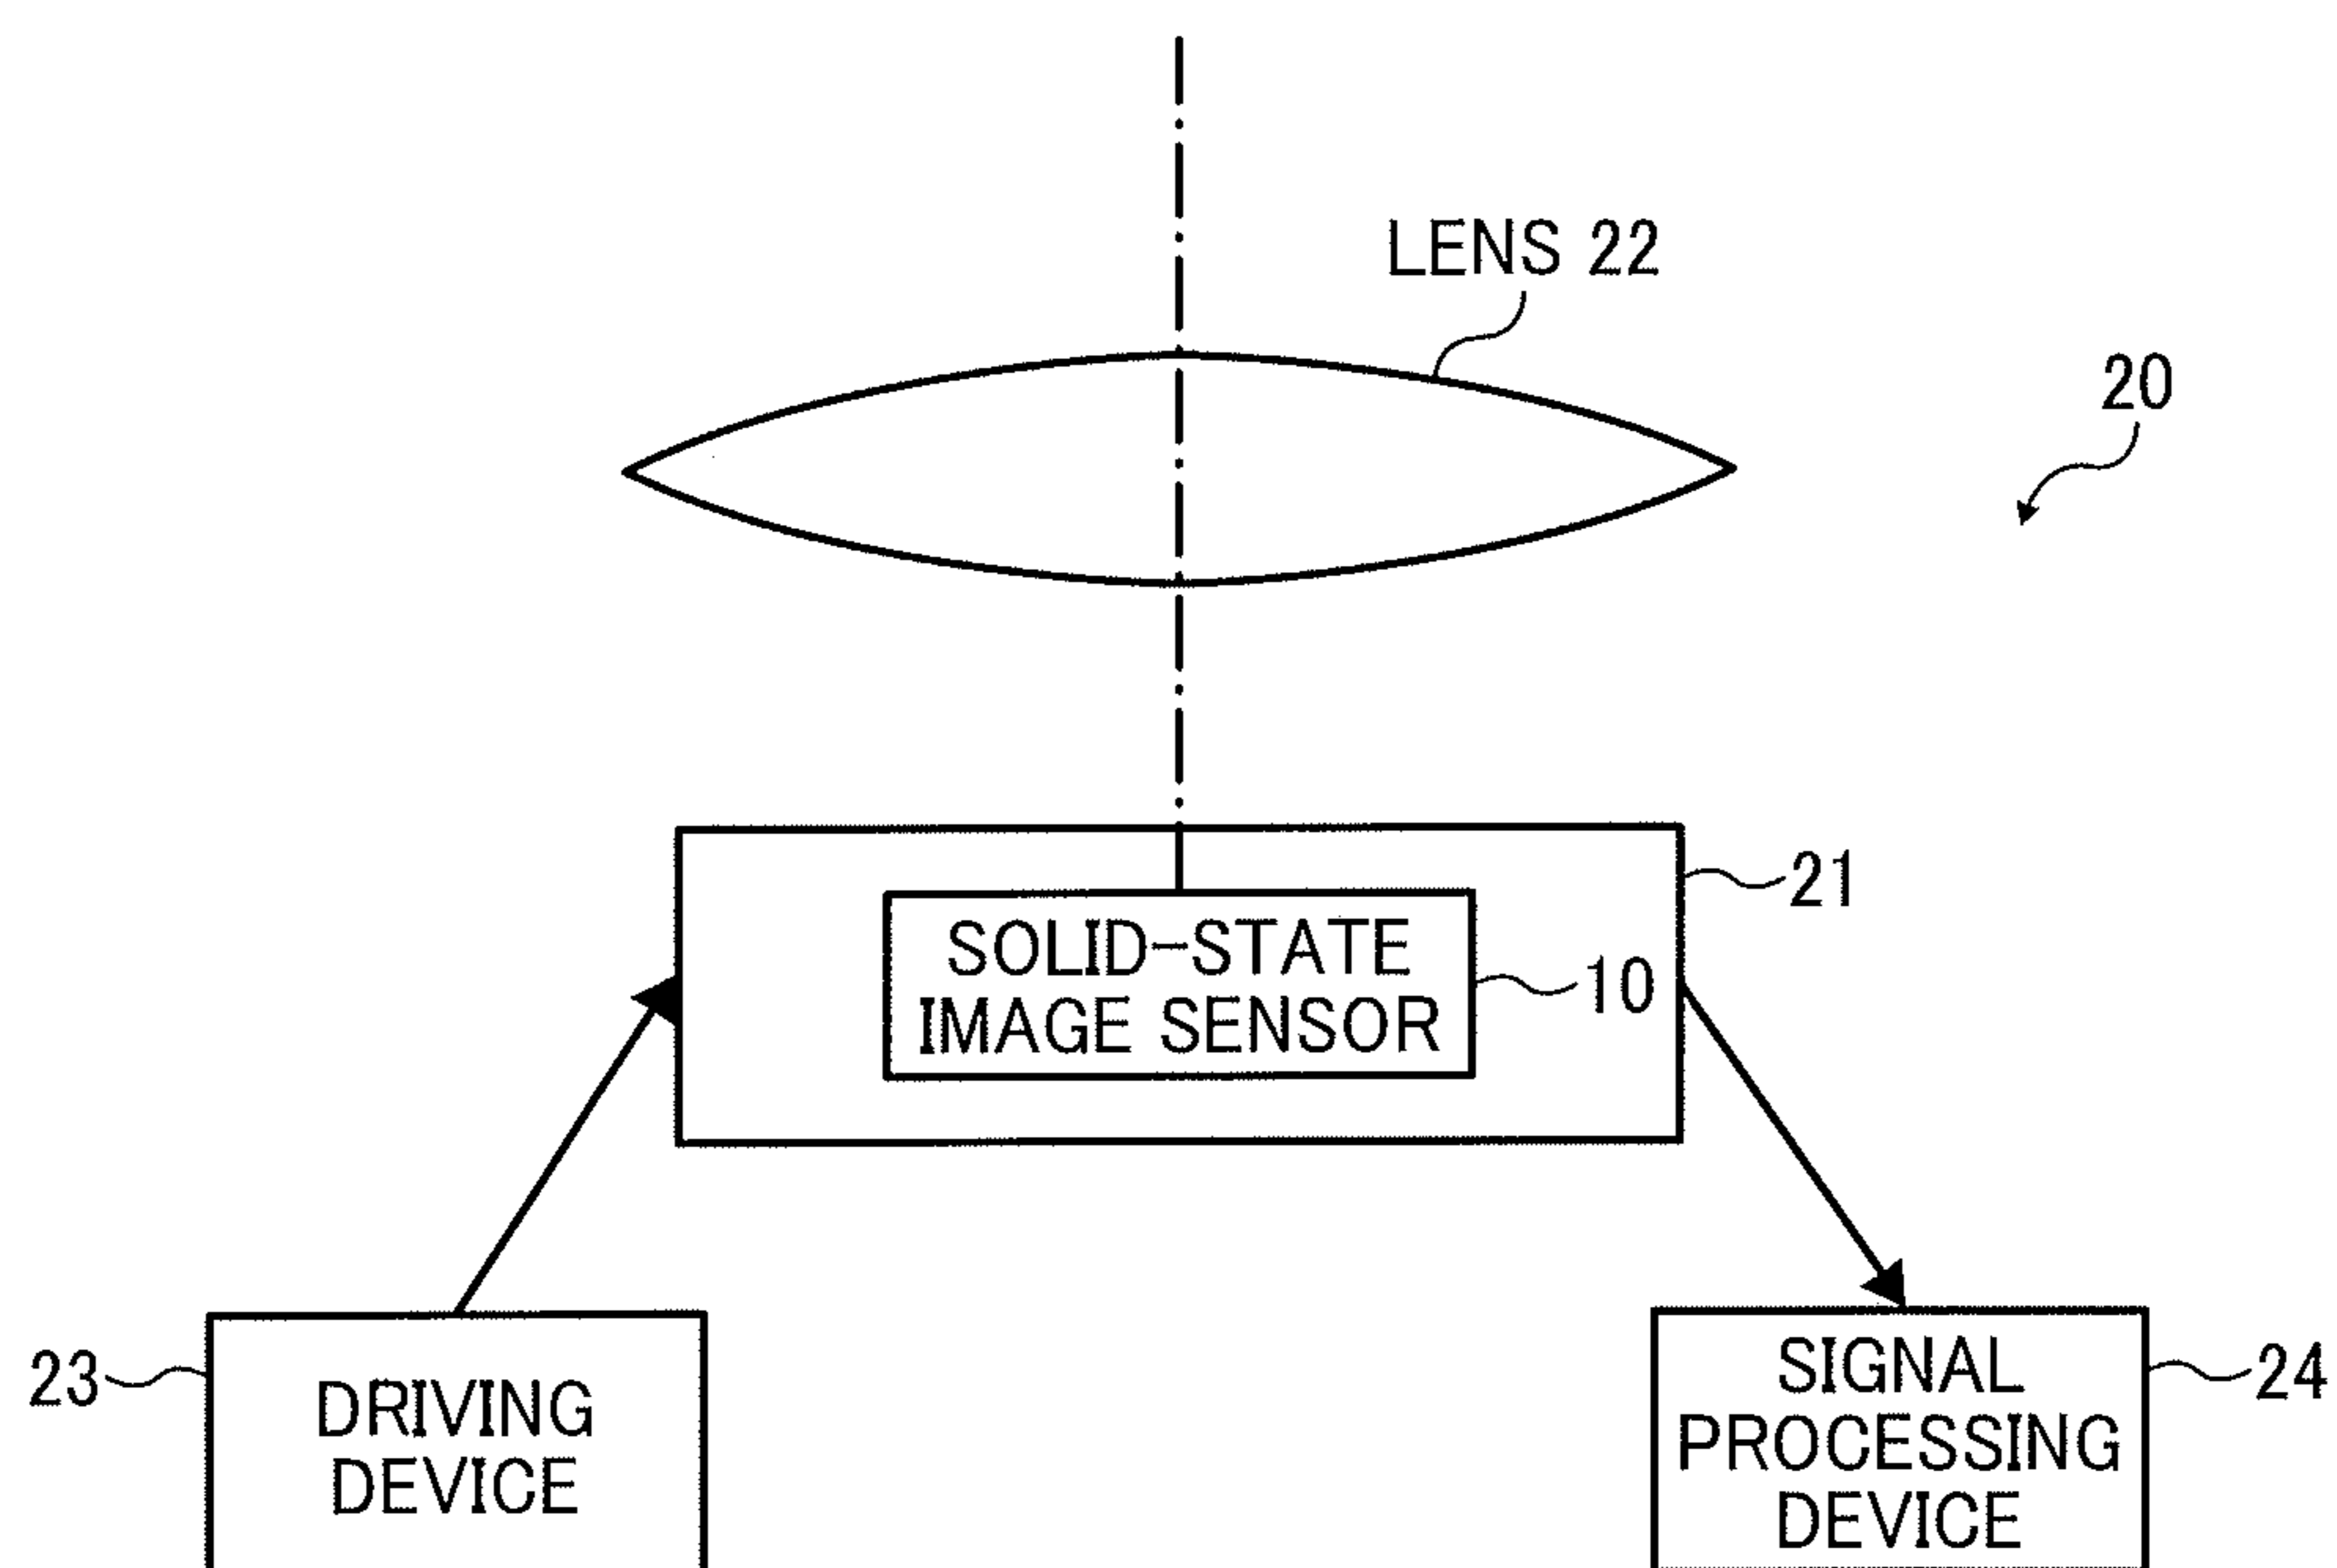 LENS 22
20
21
SOLID-STATE
IMAGE SENSOR
10
23
DRIVING
DEVICE
SIGNAL
PROCESSING
DEVICE
24